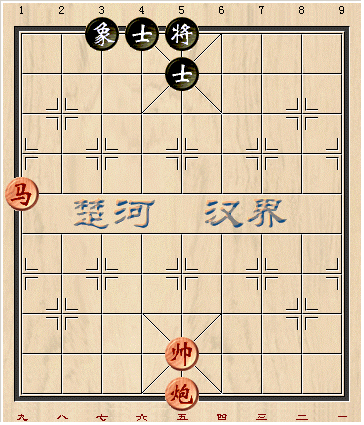 1 2 3 4 5 6 7 8 9
象 士 将
士
马
楚河 汉界
帅
炮
九 八 七 六 五 四 三 二 一